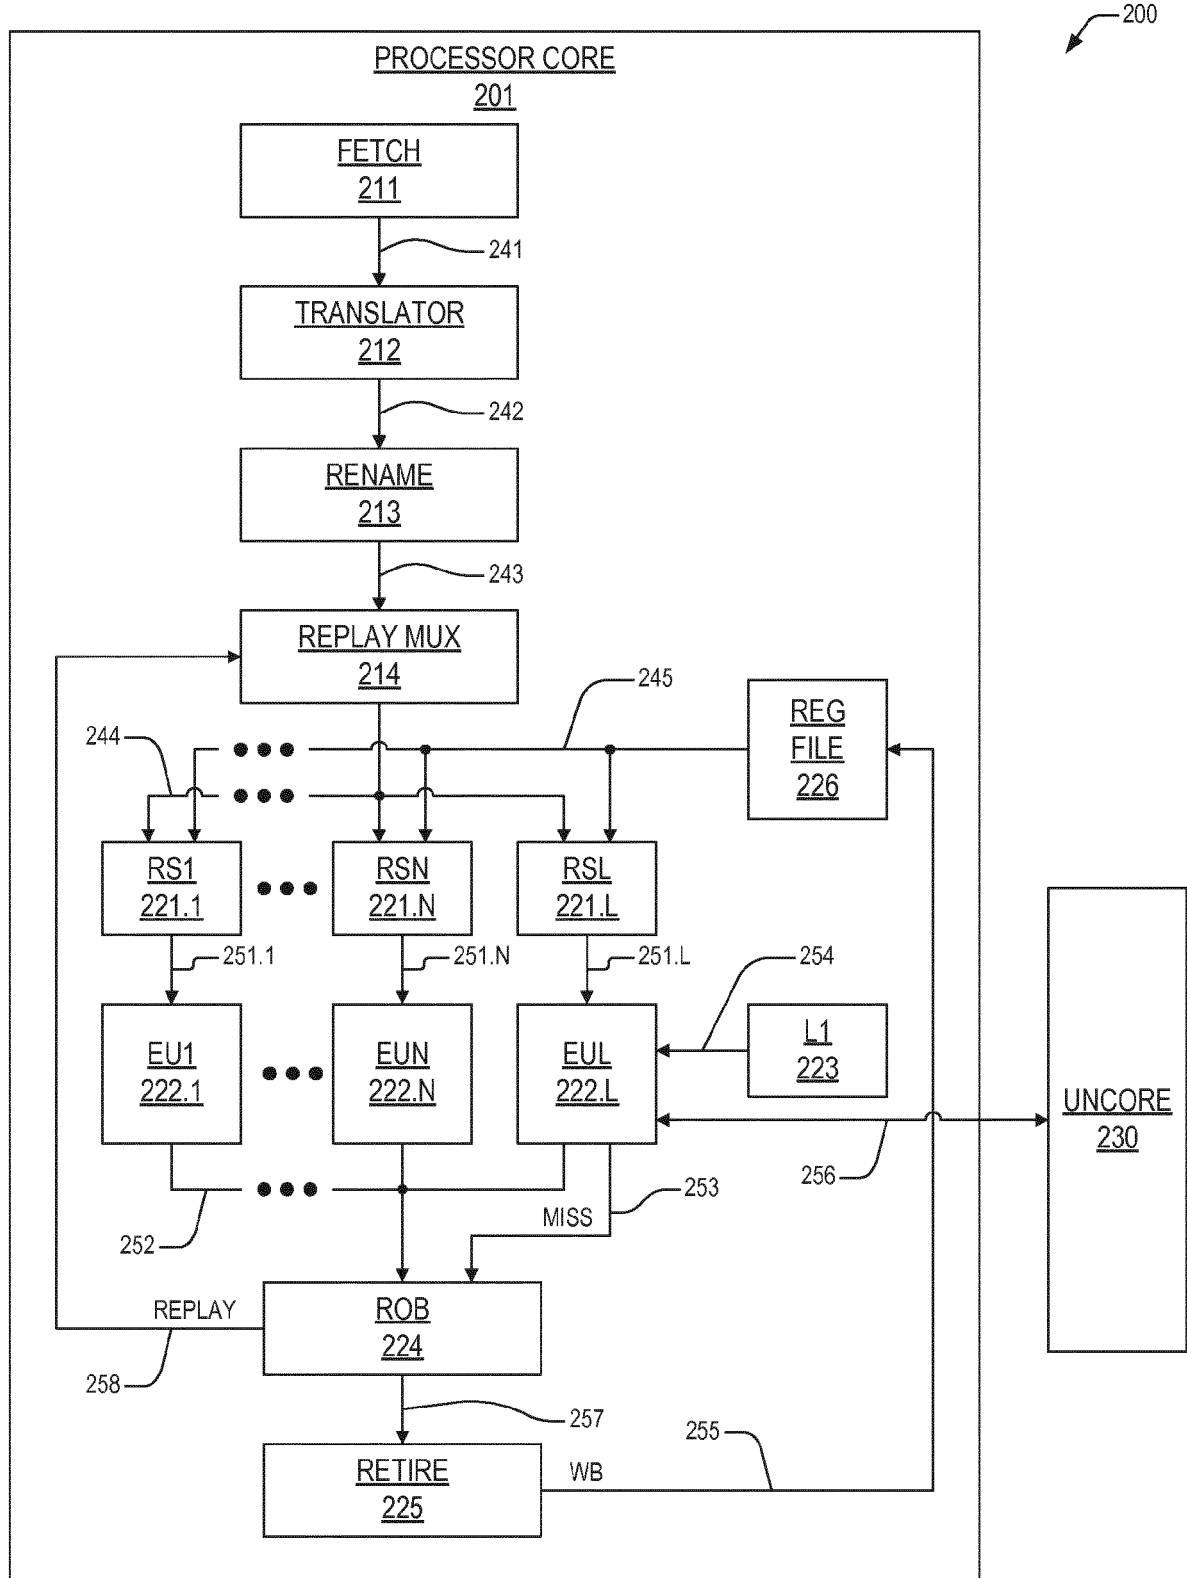 200
PROCESSOR CORE
201
FETCH
211
241
TRANSLATOR
212
242
RENAME
213
243
REPLAY MUX
214
245
REG
FILE
226
244
RS1
221.1
RSN
221.N
RSL
221.L
251.1
251.N
251.L
254
EU1
222.1
EUN
222.N
EUL
222.L
L1
223
UNCORE
230
256
253
MISS
252
REPLAY
258
ROB
224
257
255
RETIRE
225
WB